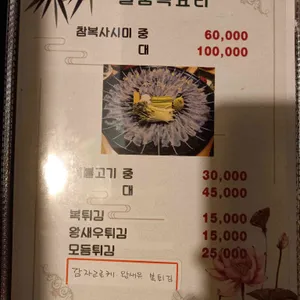 참복사시미 중 60,000
대 100,000
불고기 중 30,000
대 45,000
복튀김 15,000
왕새우튀김 15,000
모듬튀김 25,000